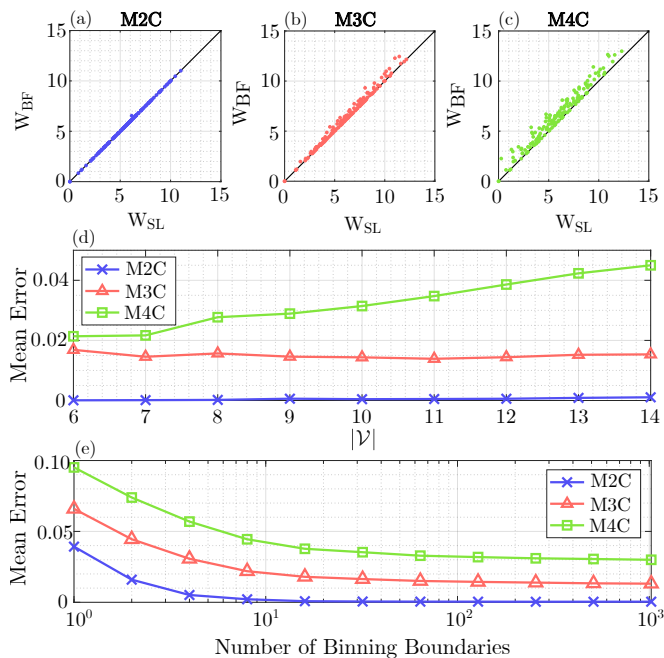 (a) M2C (b) M3C (c) M4C
15 15 15
10 10 10
5 5 5
0 0 0
W_BF W_BF W_BF
0 5 10 15 0 5 10 15 0 5 10 15
W_SL W_SL W_SL
(d)
M2C
M3C
M4C
0.04
0.02
0
Mean Error
6 7 8 9 10 11 12 13 14
|𝒱|
(e)
0.10
0.05
0
Mean Error
M2C
M3C
M4C
10^0 10^1 10^2 10^3
Number of Binning Boundaries